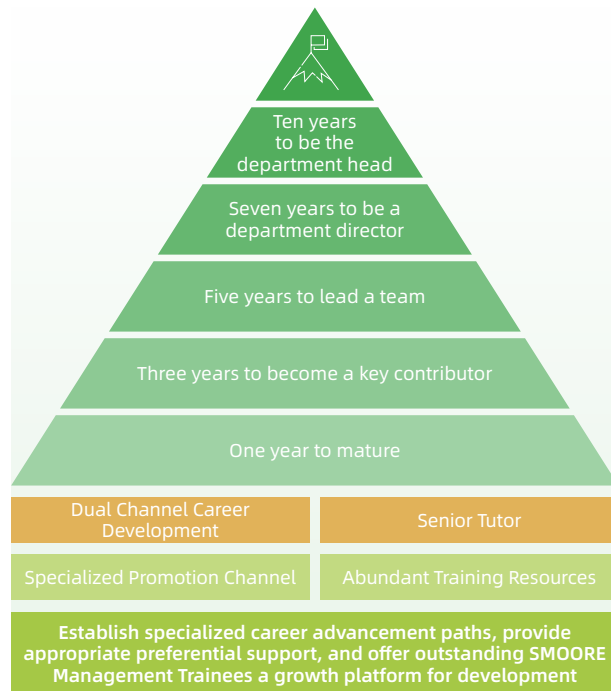 Ten years
to be the
department head
Seven years to be a
department director
Five years to lead a team
Three years to become a key contributor
One year to mature
Dual Channel Career
Development
Senior Tutor
Specialized Promotion Channel
Abundant Training Resources
Establish specialized career advancement paths, provide
appropriate preferential support, and offer outstanding SMOORE
Management Trainees a growth platform for development